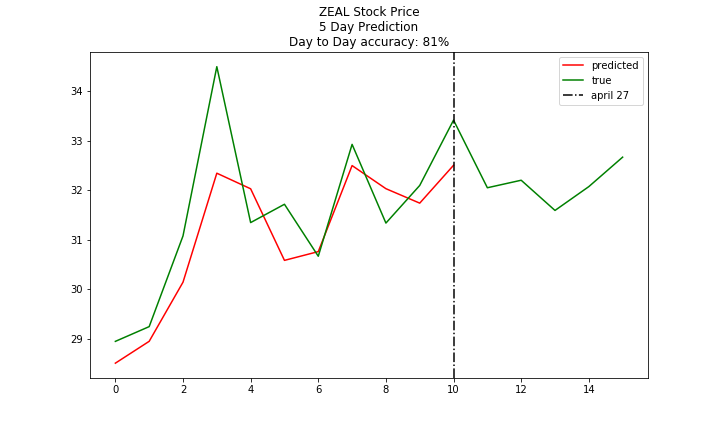 ZEAL Stock Price
5 Day Prediction
Day to Day accuracy: 81%
predicted
true
april 27
34
33
32
31
30
29
0 2 4 6 8 10 12 14